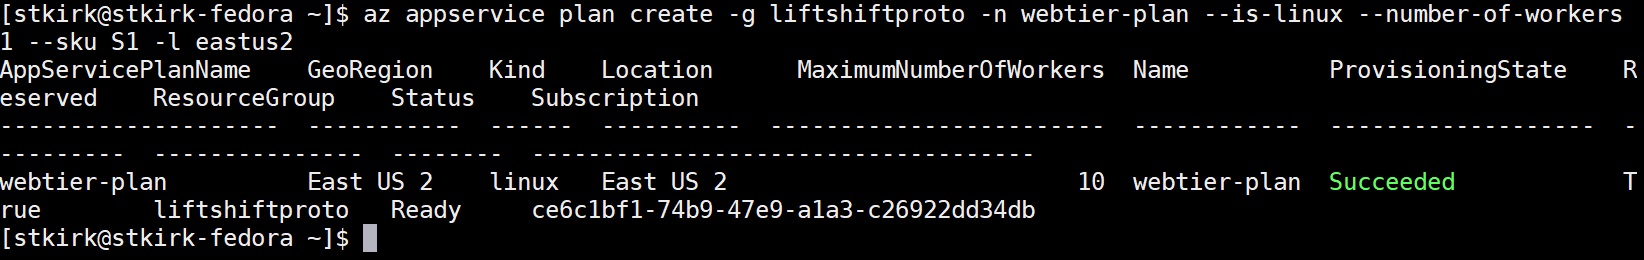 [stkirk@stkirk-fedora ~]$ az appservice plan create -g liftshiftproto -n webtier-plan --is-linux --number-of-workers
1 --sku S1 -l eastus2
AppServicePlanName    GeoRegion    Kind    Location      MaximumNumberOfWorkers  Name          ProvisioningState    R
eserved    ResourceGroup    Status    Subscription
--------------------  -----------  ------  ----------  ------------------------  ------------  -------------------  -
---------  ---------------  --------  ------------------------------------
webtier-plan          East US 2    linux   East US 2                         10  webtier-plan  Succeeded            T
rue        liftshiftproto   Ready     ce6c1bf1-74b9-47e9-a1a3-c26922dd34db
[stkirk@stkirk-fedora ~]$